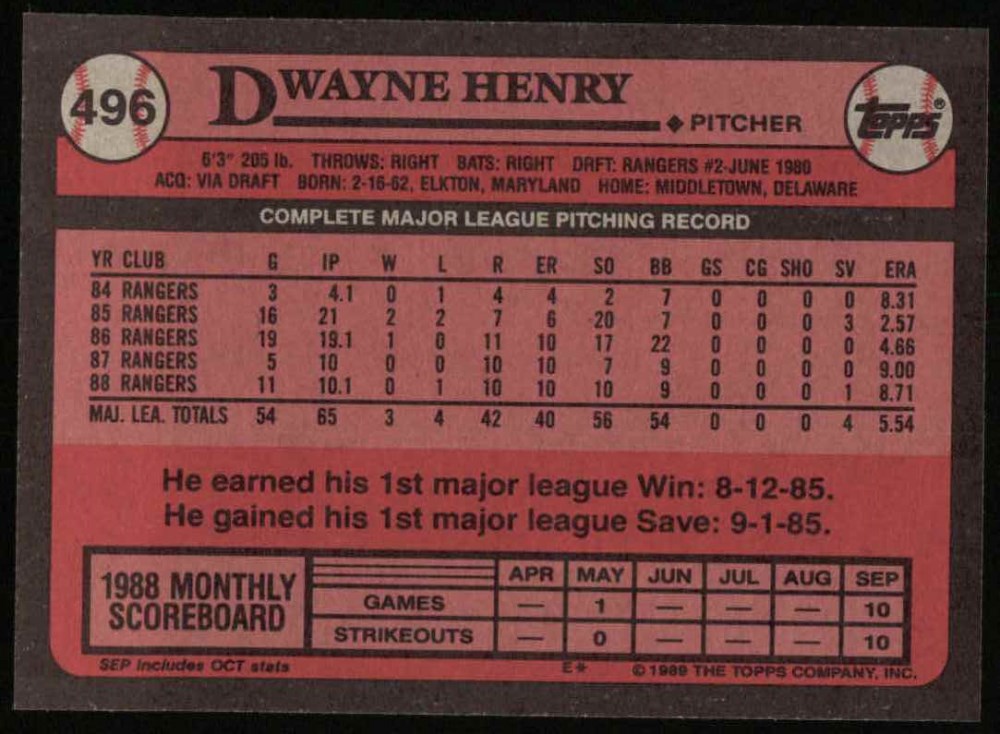 496
DWAYNE HENRY
◆ PITCHER
TOPPS®
6'3" 205 lb. THROWS: RIGHT BATS: RIGHT DRFT: RANGERS #2-JUNE 1980
ACQ: VIA DRAFT BORN: 2-16-62, ELKTON, MARYLAND HOME: MIDDLETOWN, DELAWARE
COMPLETE MAJOR LEAGUE PITCHING RECORD
YR CLUB G IP W L R ER SO BB GS CG SHO SV ERA
84 RANGERS 3 4.1 0 1 4 4 2 7 0 0 0 0 8.31
85 RANGERS 16 21 2 2 7 6 20 7 0 0 0 3 2.57
86 RANGERS 19 19.1 1 0 11 10 17 22 0 0 0 0 4.66
87 RANGERS 5 10 0 0 10 10 7 9 0 0 0 0 9.00
88 RANGERS 11 10.1 0 1 10 10 10 9 0 0 0 1 8.71
MAJ. LEA. TOTALS 54 65 3 4 42 40 56 54 0 0 0 4 5.54
He earned his 1st major league Win: 8-12-85.
He gained his 1st major league Save: 9-1-85.
1988 MONTHLY
SCOREBOARD
APR MAY JUN JUL AUG SEP
GAMES — 1 — — — 10
STRIKEOUTS — 0 — — — 10
SEP includes OCT stats
E* © 1989 THE TOPPS COMPANY, INC.